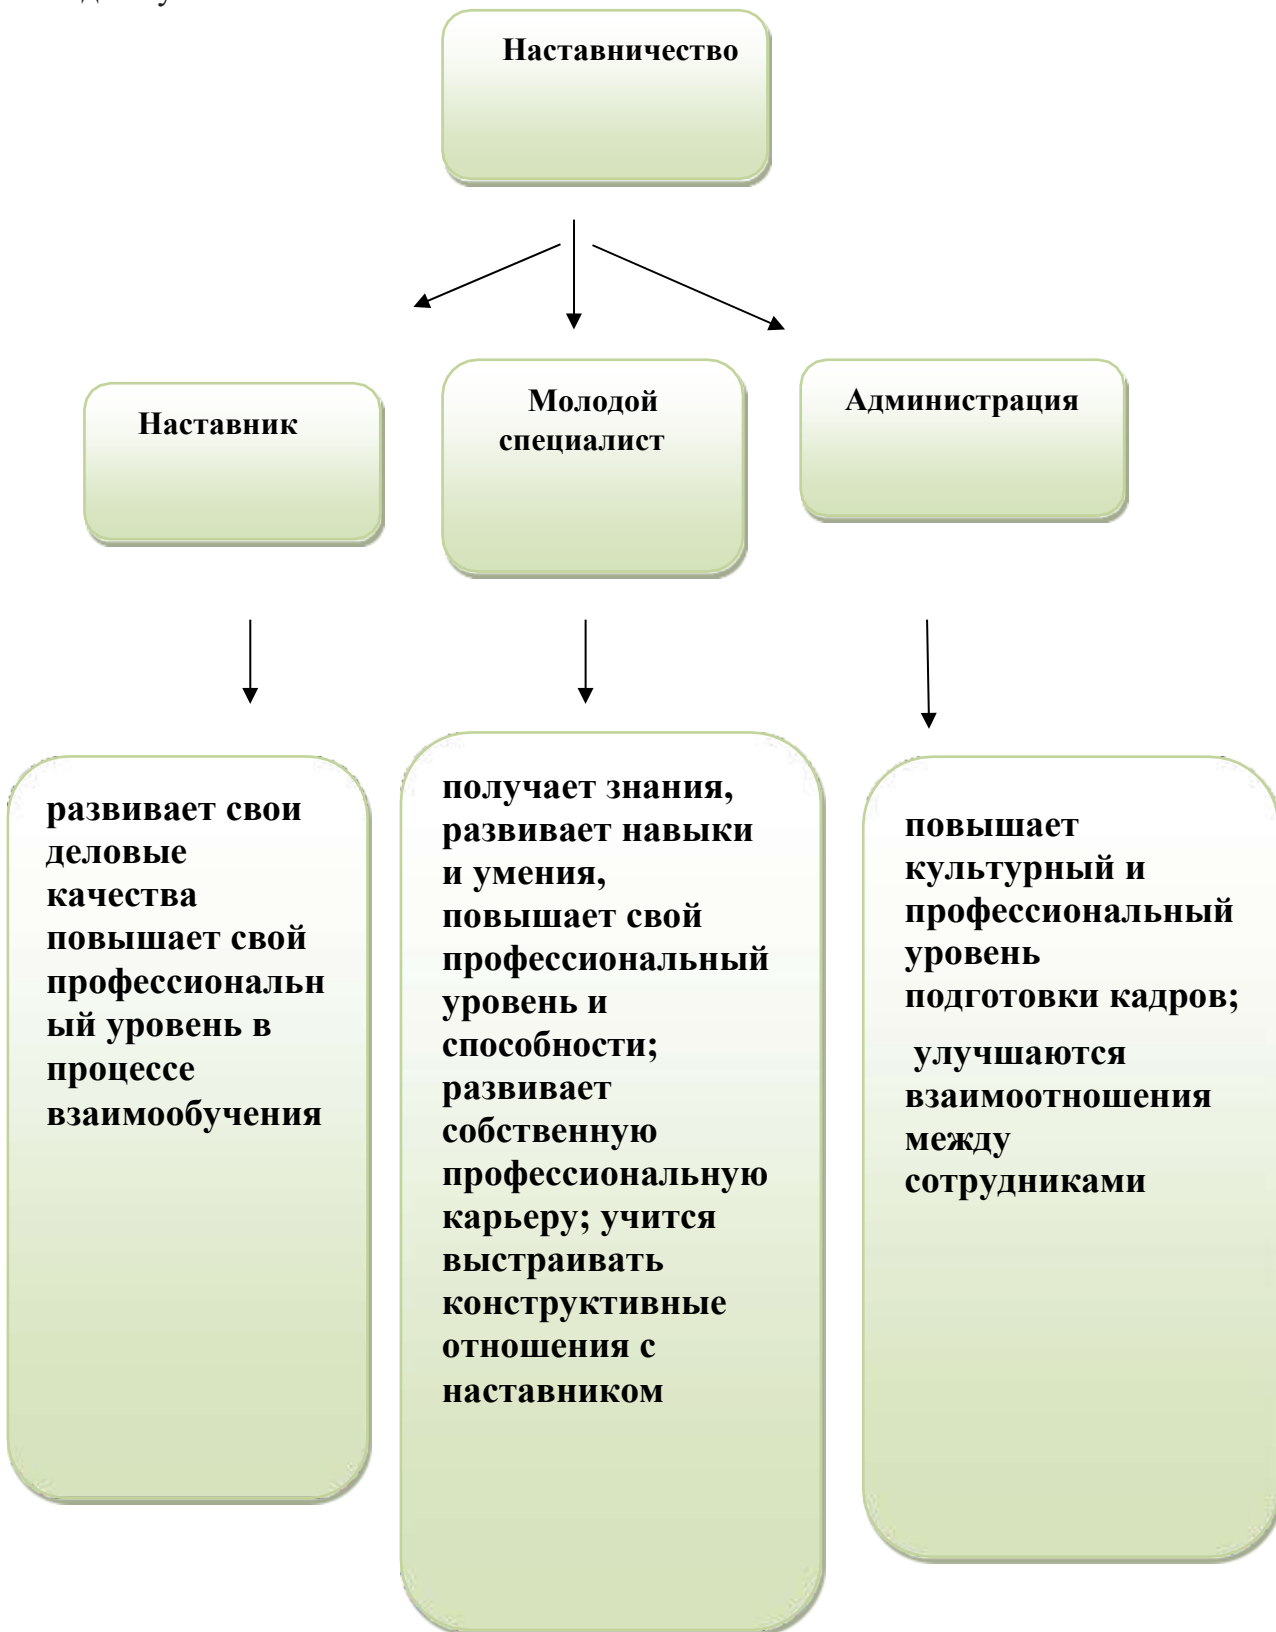 Наставничество
Наставник
Молодой
специалист
Администрация
развивает свои
деловые
качества
повышает свой
профессиональн
ый уровень в
процессе
взаимообучения
получает знания,
развивает навыки
и умения,
повышает свой
профессиональный
уровень и
способности;
развивает
собственную
профессиональную
карьеру; учится
выстраивать
конструктивные
отношения с
наставником
повышает
культурный и
профессиональный
уровень
подготовки кадров;
улучшаются
взаимоотношения
между
сотрудниками